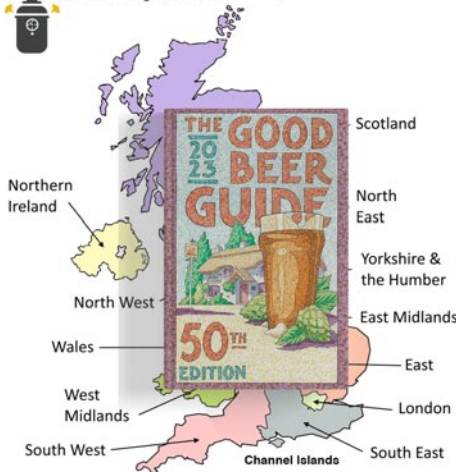 THE GOOD
2023 BEER
GUIDE
50TH
EDITION
Scotland
Northern
Ireland
North
East
Yorkshire &
the Humber
North West
East Midlands
Wales
East
West
Midlands
London
South West
South East
Channel Islands